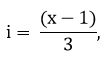 i = (x − 1)/3,